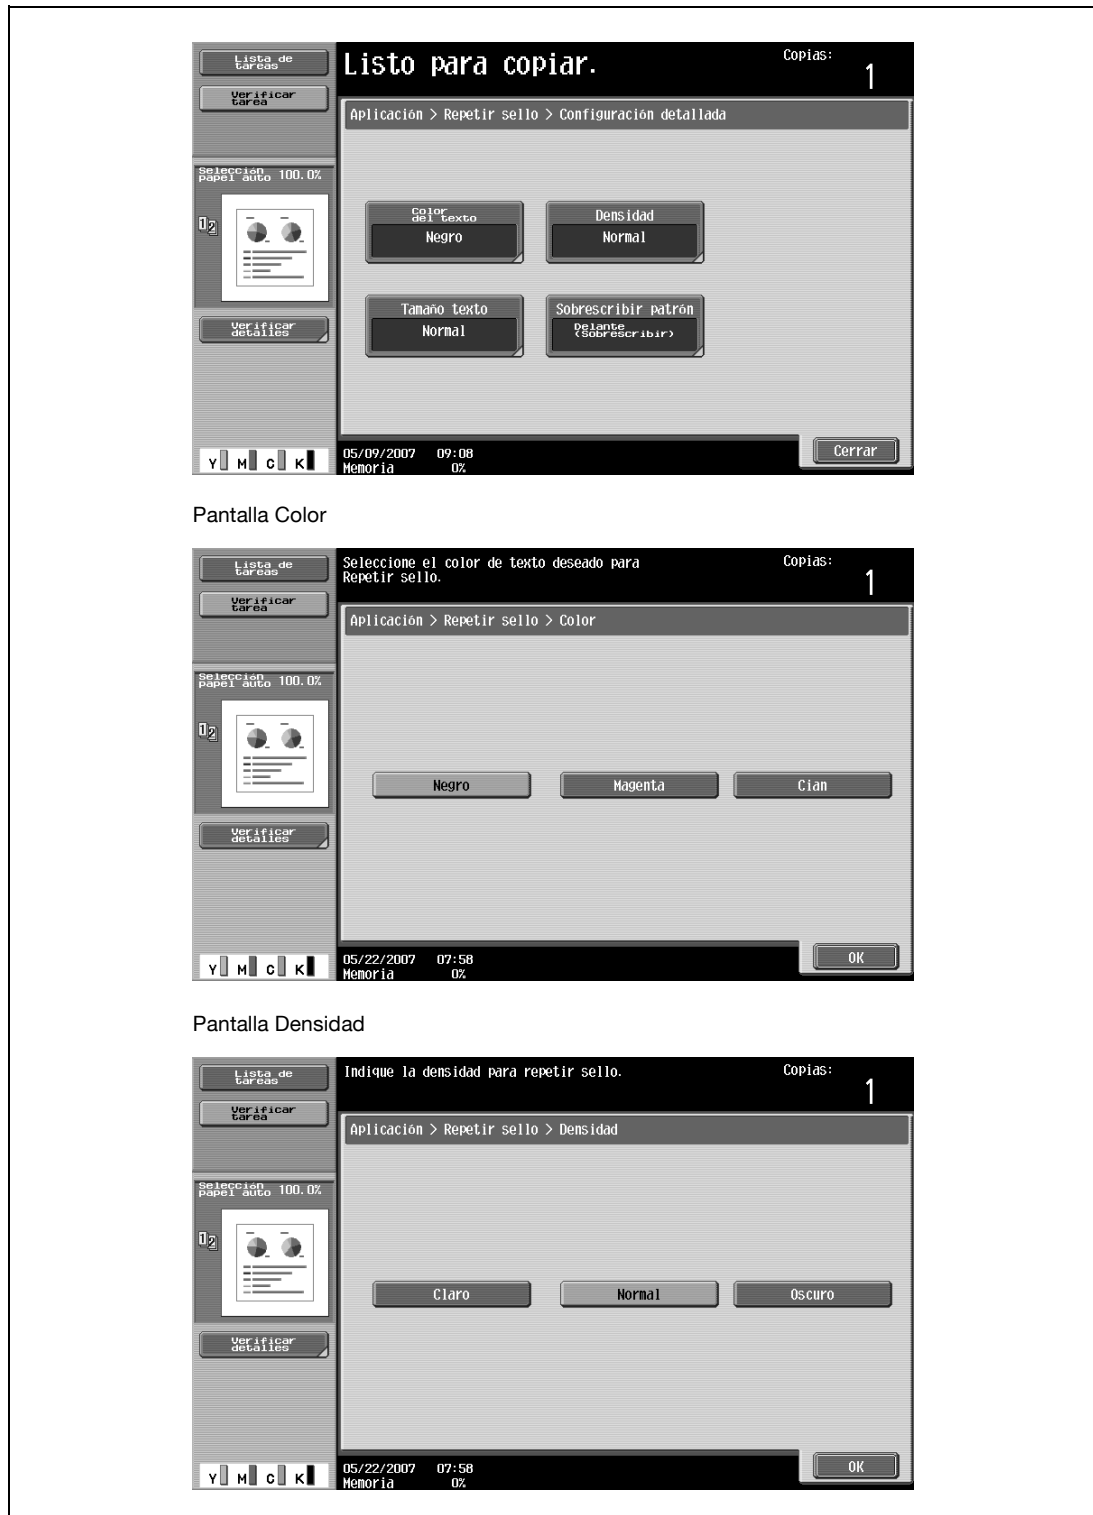 Lista de
tareas
Verificar
tarea
Listo para copiar.
Copias:
1
Aplicación > Repetir sello > Configuración detallada
Selección
papel auto 100.0%
1 2
Color
del texto
Negro
Densidad
Normal
Tamaño texto
Normal
Sobrescribir patrón
Delante
(Sobrescribir)
Verificar
detalles
Y M C K
05/09/2007 09:08
Memoria 0%
Cerrar
Pantalla Color
Lista de
tareas
Verificar
tarea
Seleccione el color de texto deseado para
Repetir sello.
Copias:
1
Aplicación > Repetir sello > Color
Selección
papel auto 100.0%
1 2
Negro
Magenta
Cian
Verificar
detalles
Y M C K
05/22/2007 07:58
Memoria 0%
OK
Pantalla Densidad
Lista de
tareas
Verificar
tarea
Indique la densidad para repetir sello.
Copias:
1
Aplicación > Repetir sello > Densidad
Selección
papel auto 100.0%
1 2
Claro
Normal
Oscuro
Verificar
detalles
Y M C K
05/22/2007 07:58
Memoria 0%
OK